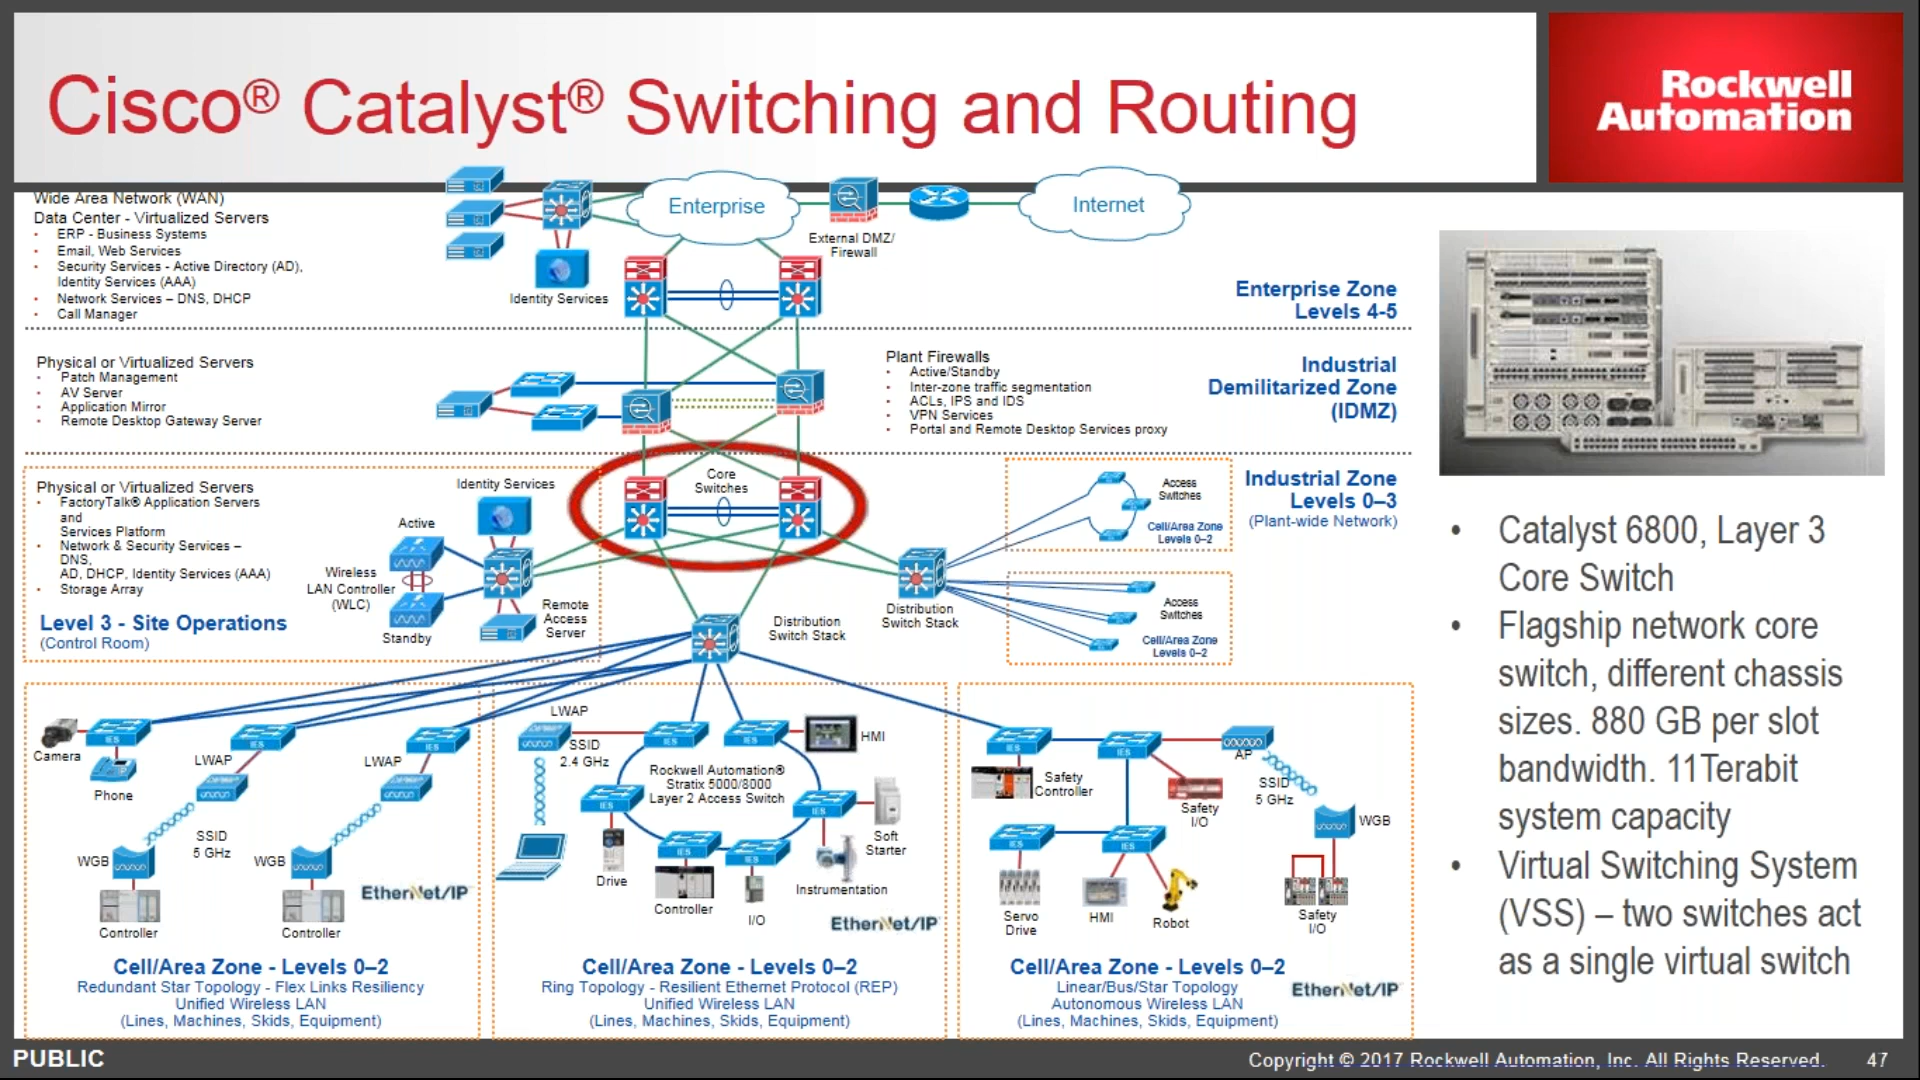 Cisco® Catalyst® Switching and Routing
Rockwell
Automation
Wide Area Network (WAN)
Data Center - Virtualized Servers
• ERP - Business Systems
• Email, Web Services
• Security Services - Active Directory (AD),
Identity Services (AAA)
• Network Services – DNS, DHCP
• Call Manager
Enterprise
Internet
External DMZ/
Firewall
Identity Services
Enterprise Zone
Levels 4-5
Physical or Virtualized Servers
• Patch Management
• AV Server
• Application Mirror
• Remote Desktop Gateway Server
Plant Firewalls
• Active/Standby
• Inter-zone traffic segmentation
• ACLs, IPS and IDS
• VPN Services
• Portal and Remote Desktop Services proxy
Industrial
Demilitarized Zone
(IDMZ)
Physical or Virtualized Servers
• FactoryTalk® Application Servers
and
Services Platform
• Network & Security Services –
DNS,
AD, DHCP, Identity Services (AAA)
• Storage Array
Level 3 - Site Operations
(Control Room)
Identity Services
Active
Wireless
LAN Controller
(WLC)
Standby
Remote
Access
Server
Core
Switches
Distribution
Switch Stack
Distribution
Switch Stack
Access
Switches
Cell/Area Zone
Levels 0–2
Access
Switches
Cell/Area Zone
Levels 0–2
Industrial Zone
Levels 0–3
(Plant-wide Network)
Camera
IES
Phone
IES
LWAP
IES
LWAP
SSID
5 GHz
WGB
WGB
Controller
Controller
EtherNet/IP
Cell/Area Zone - Levels 0–2
Redundant Star Topology - Flex Links Resiliency
Unified Wireless LAN
(Lines, Machines, Skids, Equipment)
LWAP
SSID
2.4 GHz
IES
IES
HMI
Rockwell Automation®
Stratix 5000/8000
Layer 2 Access Switch
IES
IES
IES
IES
Drive
Controller
I/O
Soft
Starter
Instrumentation
EtherNet/IP
Cell/Area Zone - Levels 0–2
Ring Topology - Resilient Ethernet Protocol (REP)
Unified Wireless LAN
(Lines, Machines, Skids, Equipment)
IES
IES
AP
Safety
Controller
Safety
I/O
SSID
5 GHz
WGB
IES
IES
Servo
Drive
HMI
Robot
Safety
I/O
Cell/Area Zone - Levels 0–2
Linear/Bus/Star Topology
Autonomous Wireless LAN
(Lines, Machines, Skids, Equipment)
EtherNet/IP
• Catalyst 6800, Layer 3
Core Switch
• Flagship network core
switch, different chassis
sizes. 880 GB per slot
bandwidth. 11Terabit
system capacity
• Virtual Switching System
(VSS) – two switches act
as a single virtual switch
PUBLIC
Copyright © 2017 Rockwell Automation, Inc. All Rights Reserved.
47